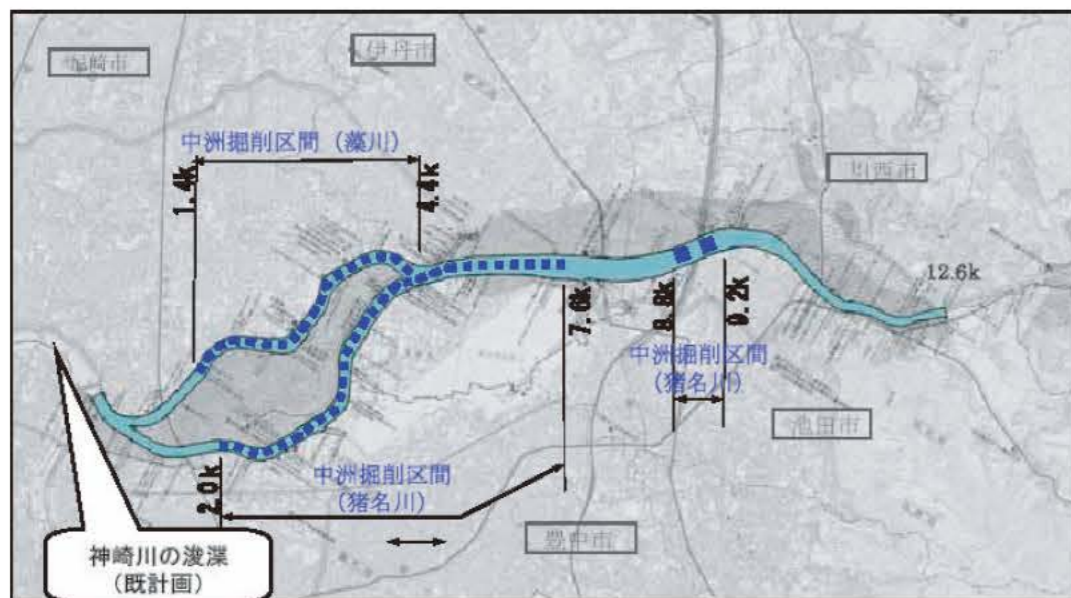 尼崎市
伊丹市
中洲掘削区間（藻川）
1.4k
4.4k
川西市
12.6k
7.6k
8.8k
9.2k
中洲掘削区間
（猪名川）
池田市
中洲掘削区間
（猪名川）
2.0k
豊中市
神崎川の浚渫
（既計画）